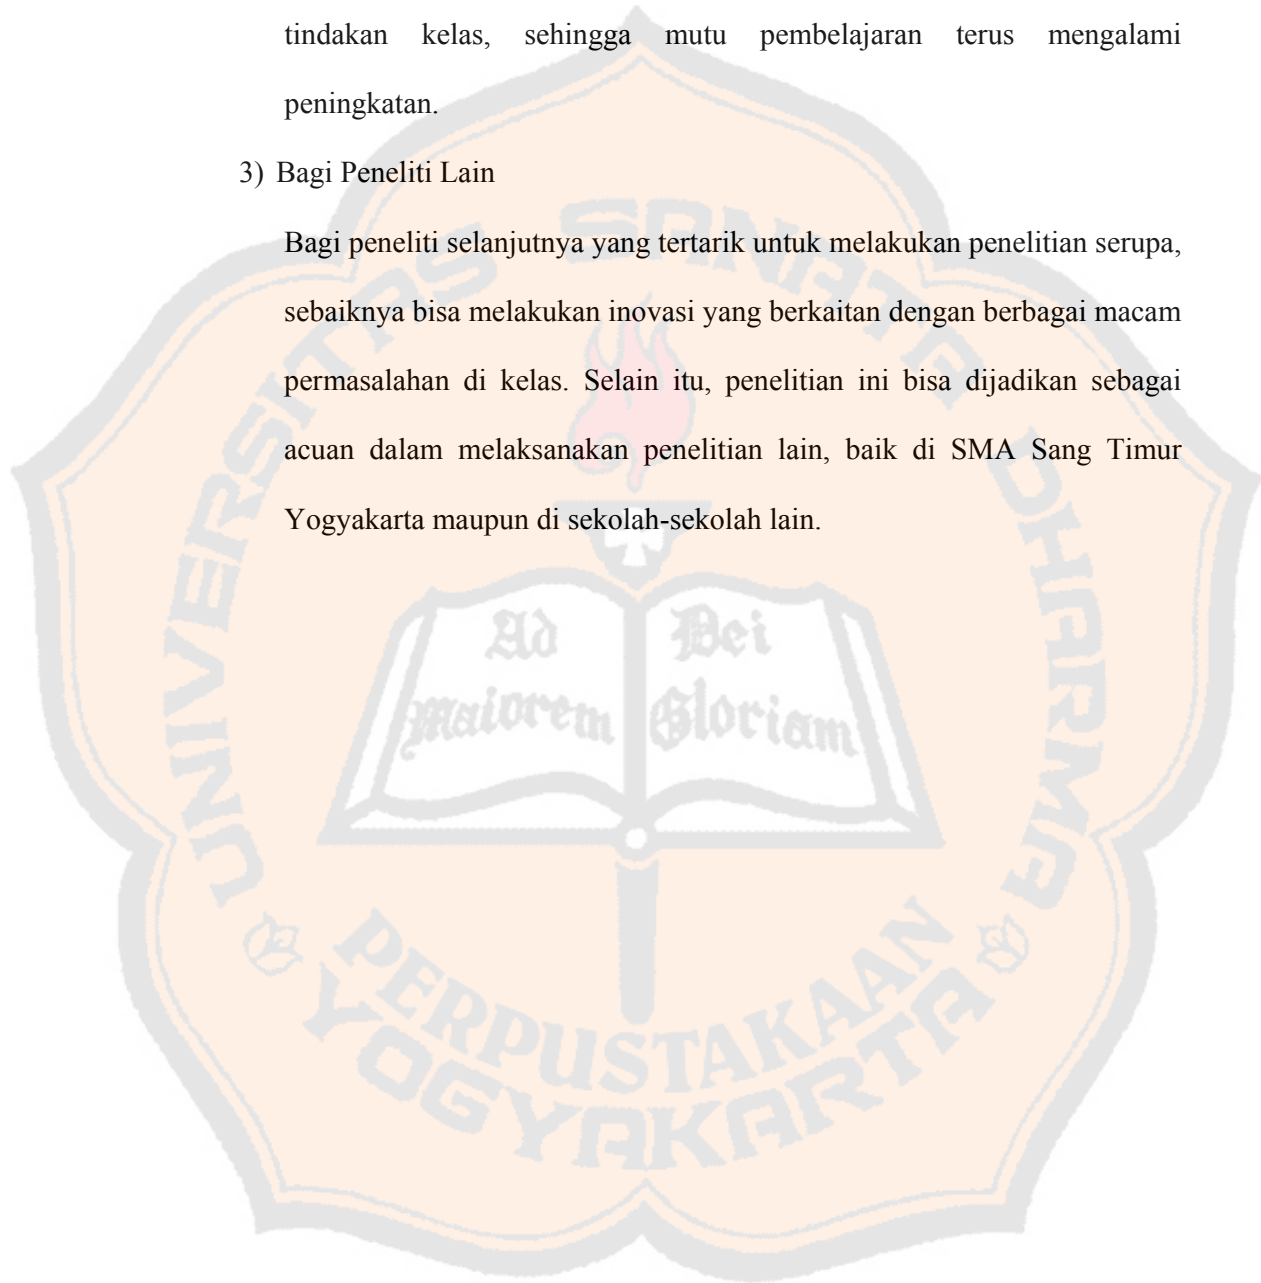 tindakan kelas, sehingga mutu pembelajaran terus mengalami
peningkatan.
3) Bagi Peneliti Lain
Bagi peneliti selanjutnya yang tertarik untuk melakukan penelitian serupa,
sebaiknya bisa melakukan inovasi yang berkaitan dengan berbagai macam
permasalahan di kelas. Selain itu, penelitian ini bisa dijadikan sebagai
acuan dalam melaksanakan penelitian lain, baik di SMA Sang Timur
Yogyakarta maupun di sekolah-sekolah lain.
UNIVERSITAS SANATA DHARMA
Ad
maiorem
Dei
Gloriam
PERPUSTAKAAN
YOGYAKARTA